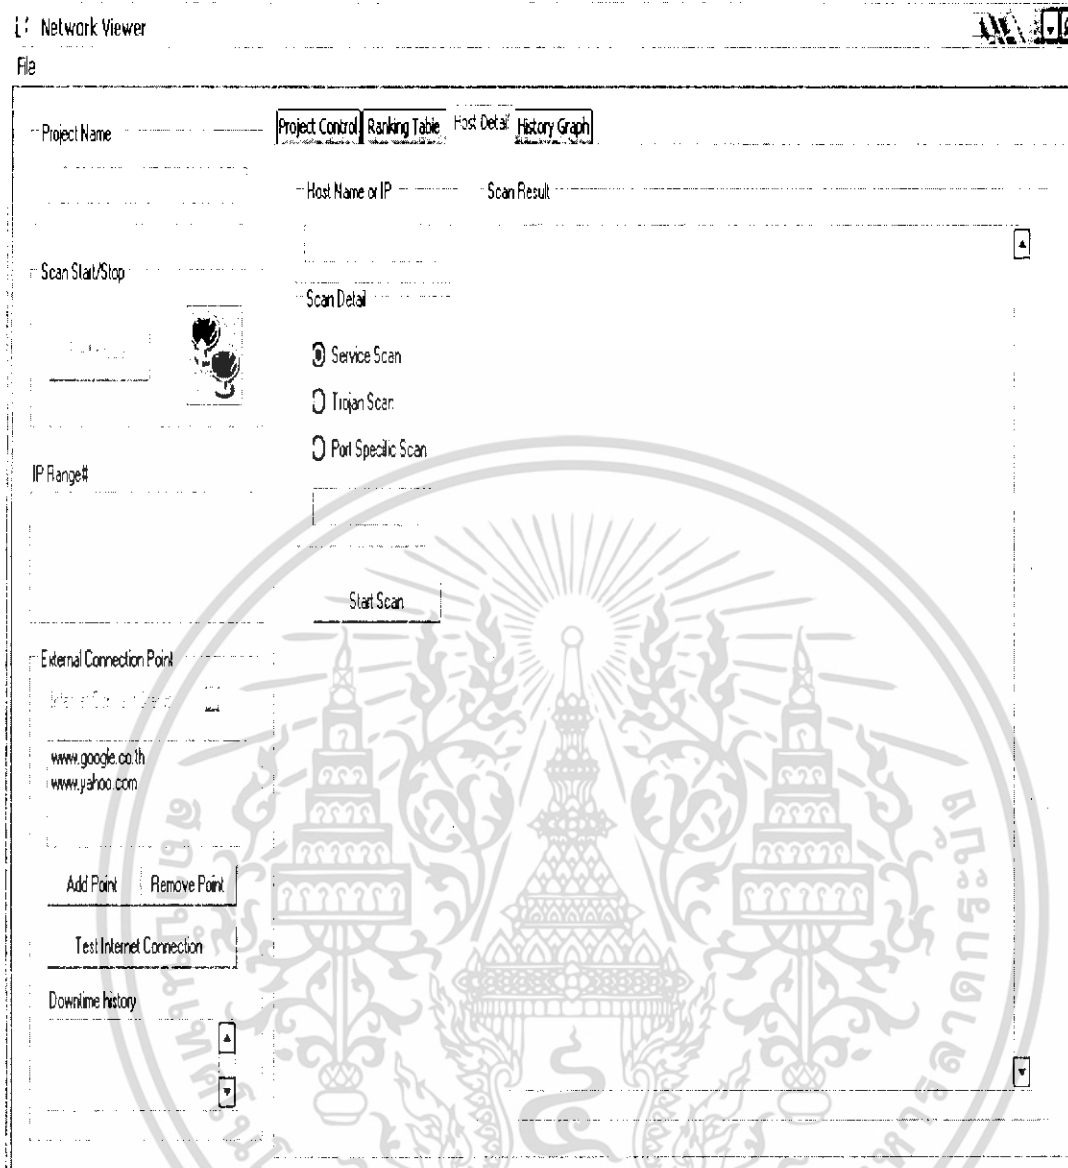 Network Viewer
File
Project Name
Project Control
Ranking Table
Host Detail
History Graph
Host Name or IP
Scan Result
Scan Start/Stop
Scan Detail
Service Scan
Trojan Scan
Port Specific Scan
IP Range#
Start Scan
External Connection Point
www.google.co.th
www.yahoo.com
Add Point
Remove Point
Test Internet Connection
Downtime history